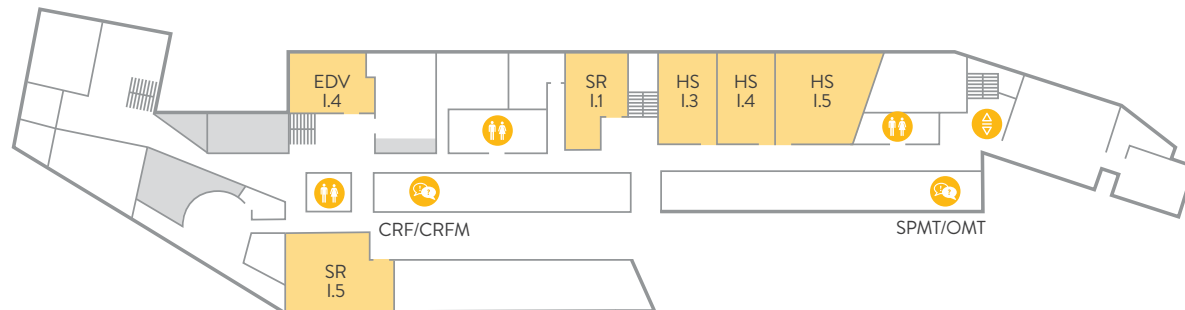 EDV
I.4
SR
I.1
HS
I.3
HS
I.4
HS
I.5
CRF/CRFM
SPMT/OMT
SR
I.5